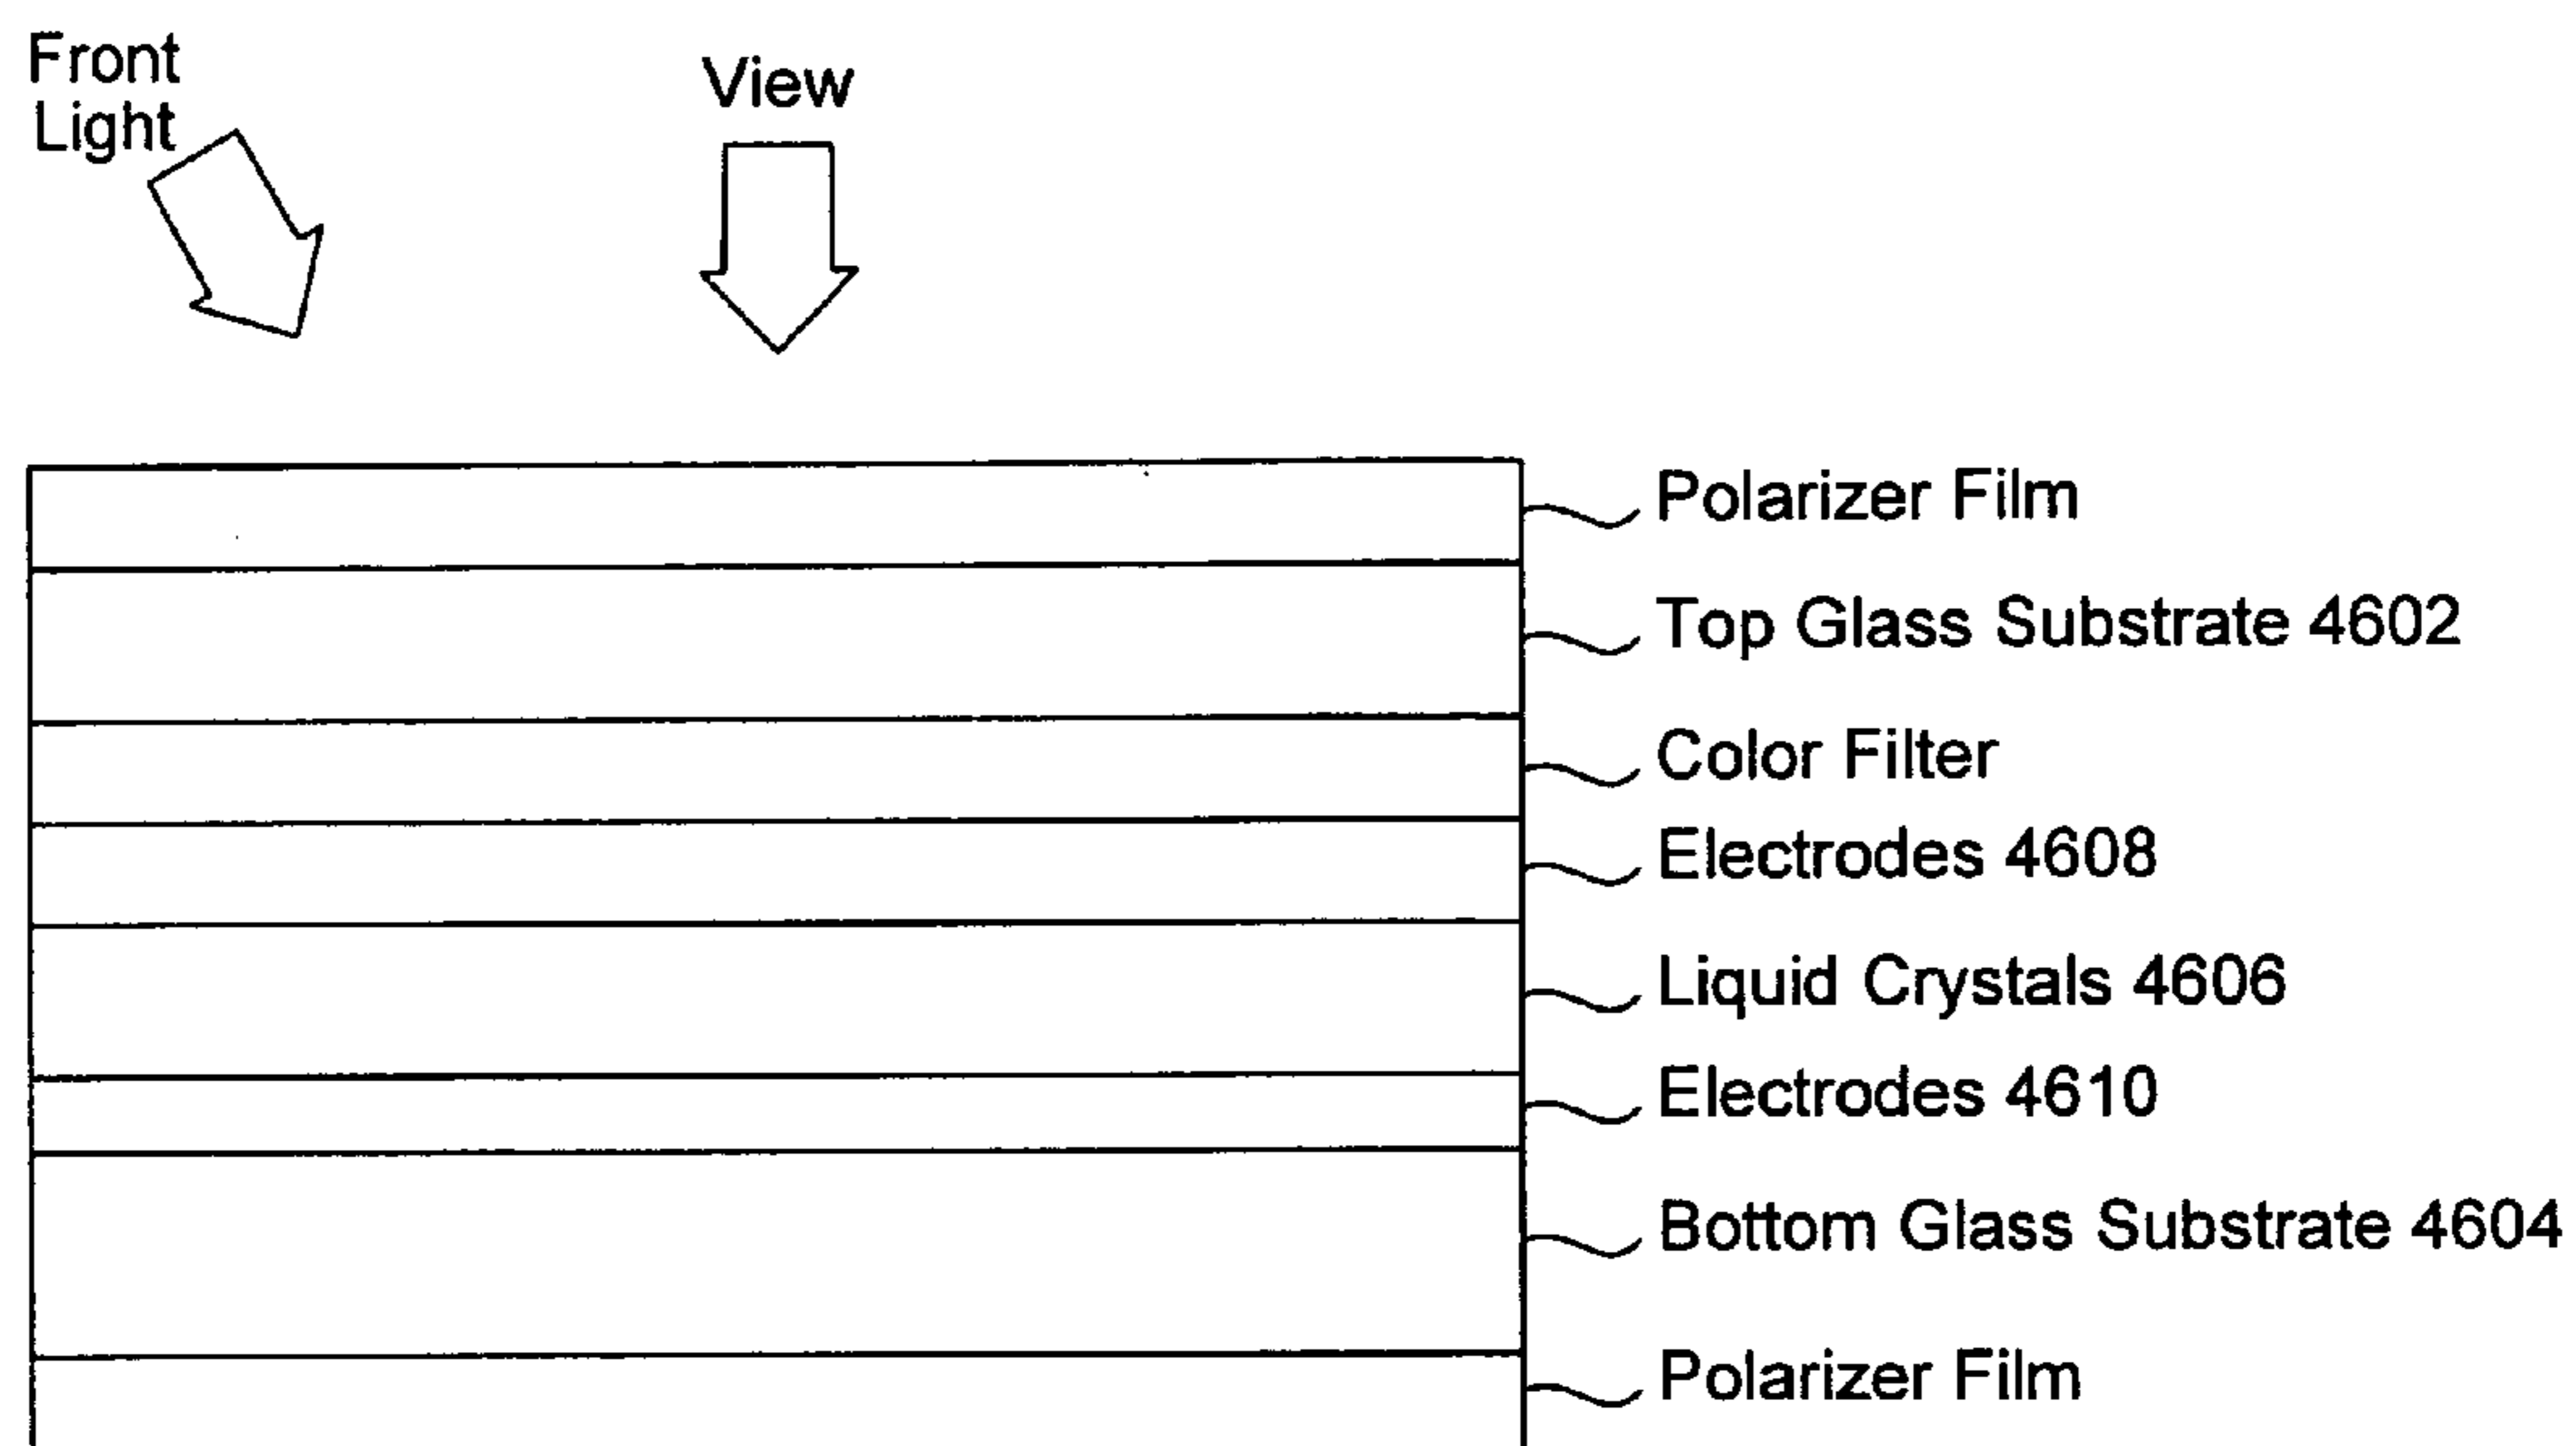 Front
Light
View
Polarizer Film
Top Glass Substrate 4602
Color Filter
Electrodes 4608
Liquid Crystals 4606
Electrodes 4610
Bottom Glass Substrate 4604
Polarizer Film